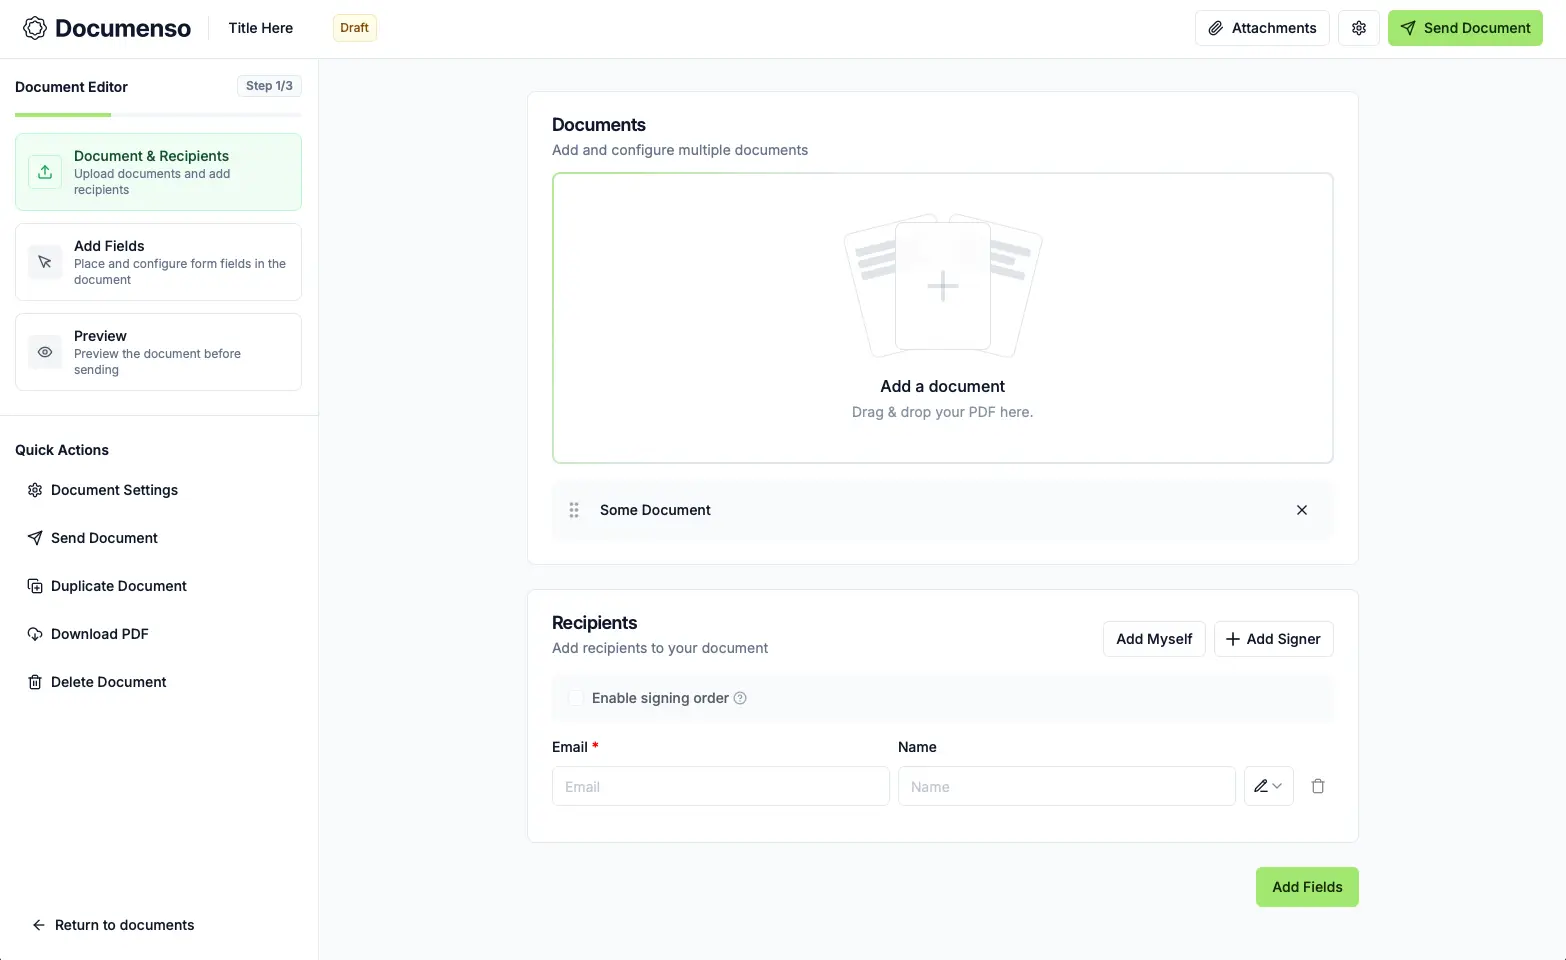 Documenso
Title Here
Draft
Attachments
Send Document
Document Editor
Step 1/3
Document & Recipients
Upload documents and add
recipients
Add Fields
Place and configure form fields in the
document
Preview
Preview the document before
sending
Quick Actions
Document Settings
Send Document
Duplicate Document
Download PDF
Delete Document
Return to documents
Documents
Add and configure multiple documents
Add a document
Drag & drop your PDF here.
Some Document
Recipients
Add recipients to your document
Add Myself
Add Signer
Enable signing order
Email *
Name
Email
Name
Add Fields